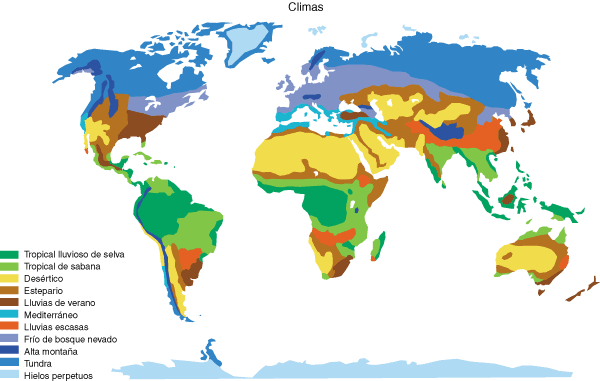 Climas
Tropical lluvioso de selva
Tropical de sabana
Desértico
Estepario
Lluvias de verano
Mediterráneo
Lluvias escasas
Frío de bosque nevado
Alta montaña
Tundra
Hielos perpetuos